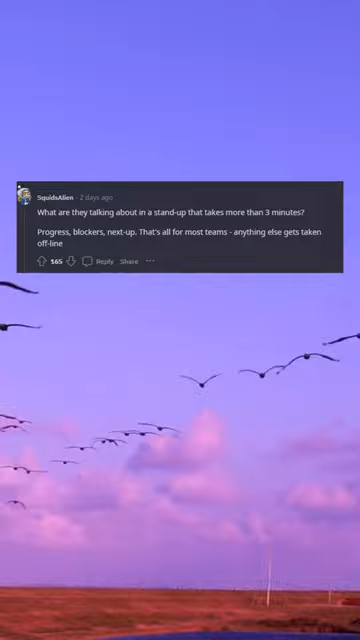 SquidsAlien · 2 days ago
What are they talking about in a stand-up that takes more than 3 minutes?
Progress, blockers, next-up. That's all for most teams - anything else gets taken
off-line
165 Reply Share ···